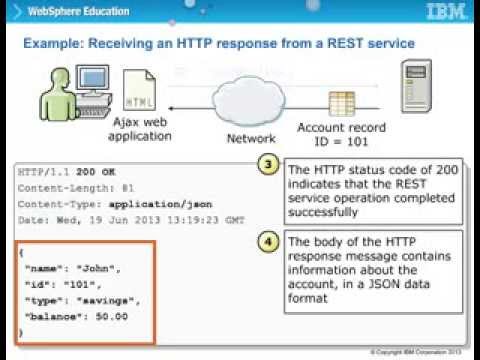 WebSphere Education
IBM
Example: Receiving an HTTP response from a REST service
HTML
Ajax web
application
Network
Account record
ID = 101
HTTP/1.1 200 OK
Content-Length: 81
Content-Type: application/json
Date: Wed, 19 Jun 2013 13:19:23 GMT
{
"name": "John",
"id": "101",
"type": "savings",
"balance": 50.00
}
3
The HTTP status code of 200
indicates that the REST
service operation completed
successfully
4
The body of the HTTP
response message contains
information about the
account, in a JSON data
format
© Copyright IBM Corporation 2013